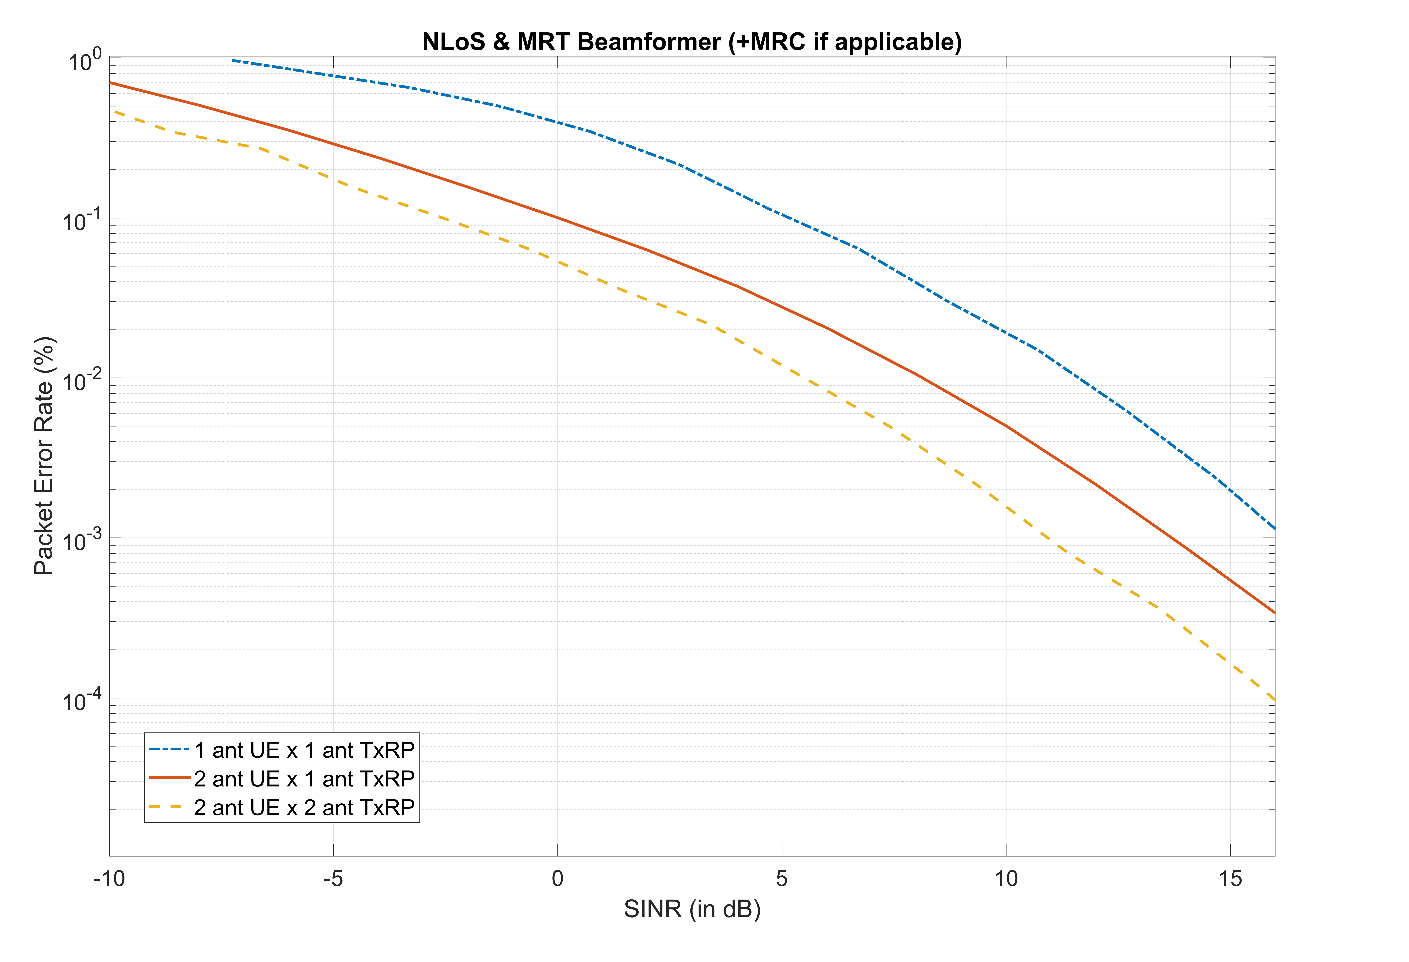 NLoS & MRT Beamformer (+MRC if applicable)
Packet Error Rate (%)
10^0
10^-1
10^-2
10^-3
10^-4
1 ant UE x 1 ant TxRP
2 ant UE x 1 ant TxRP
2 ant UE x 2 ant TxRP
-10 -5 0 5 10 15
SINR (in dB)